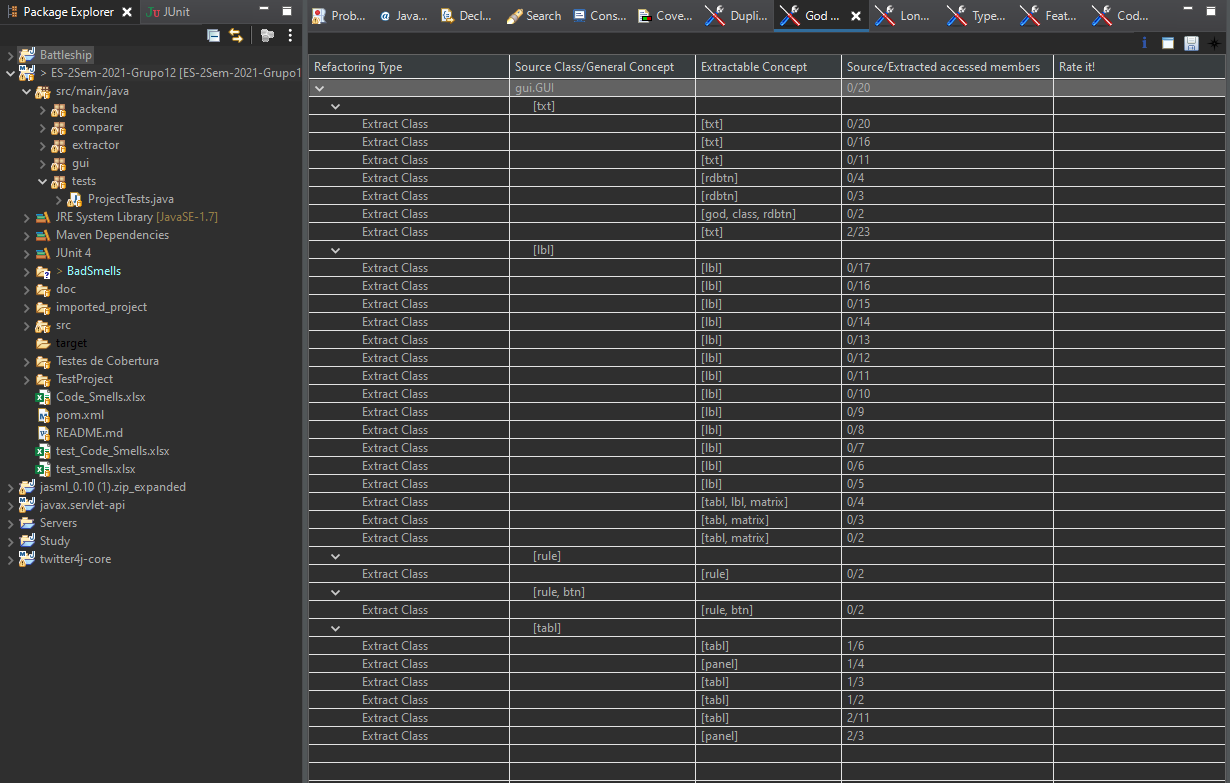 Package Explorer
JUnit
Battleship
> ES-2Sem-2021-Grupo12 [ES-2Sem-2021-Grupo1
src/main/java
backend
comparer
extractor
gui
tests
ProjectTests.java
JRE System Library [JavaSE-1.7]
Maven Dependencies
JUnit 4
> BadSmells
doc
imported_project
src
target
Testes de Cobertura
TestProject
Code_Smells.xlsx
pom.xml
README.md
test_Code_Smells.xlsx
test_smells.xlsx
jasml_0.10 (1).zip_expanded
javax.servlet-api
Servers
Study
twitter4j-core
Prob... Java... Decl... Search Cons... Cove... Dupli... God ... Lon... Type... Feat... Cod...
Refactoring Type Source Class/General Concept Extractable Concept Source/Extracted accessed members Rate it!
gui.GUI 0/20
[txt]
Extract Class [txt] 0/20
Extract Class [txt] 0/16
Extract Class [txt] 0/11
Extract Class [rdbtn] 0/4
Extract Class [rdbtn] 0/3
Extract Class [god, class, rdbtn] 0/2
Extract Class [txt] 2/23
[lbl]
Extract Class [lbl] 0/17
Extract Class [lbl] 0/16
Extract Class [lbl] 0/15
Extract Class [lbl] 0/14
Extract Class [lbl] 0/13
Extract Class [lbl] 0/12
Extract Class [lbl] 0/11
Extract Class [lbl] 0/10
Extract Class [lbl] 0/9
Extract Class [lbl] 0/8
Extract Class [lbl] 0/7
Extract Class [lbl] 0/6
Extract Class [lbl] 0/5
Extract Class [tabl, lbl, matrix] 0/4
Extract Class [tabl, matrix] 0/3
Extract Class [tabl, matrix] 0/2
[rule]
Extract Class [rule] 0/2
[rule, btn]
Extract Class [rule, btn] 0/2
[tabl]
Extract Class [tabl] 1/6
Extract Class [panel] 1/4
Extract Class [tabl] 1/3
Extract Class [tabl] 1/2
Extract Class [tabl] 2/11
Extract Class [panel] 2/3